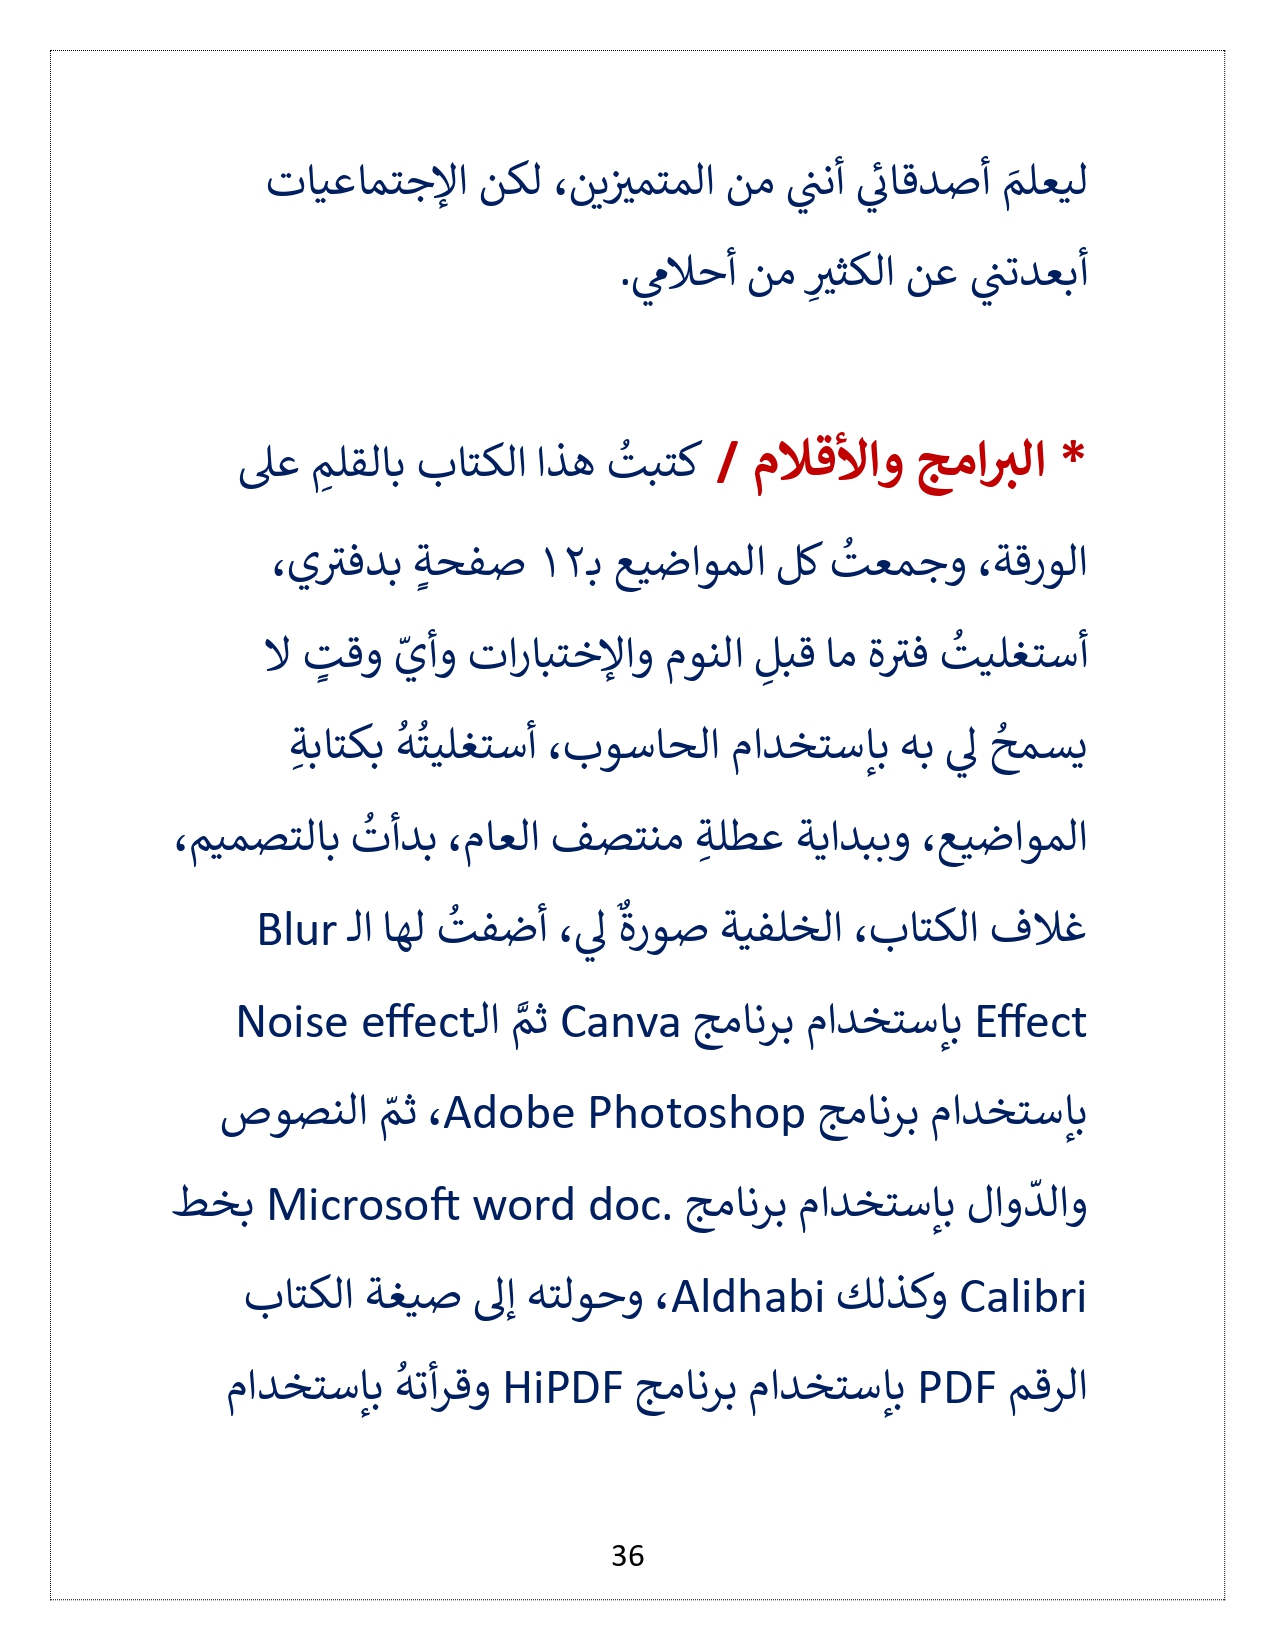 ليعلمَ أصدقائي أنني من المتميزين، لكن الإجتماعيات
أبعدتني عن الكثيرِ من أحلامي.
* البرامج والأقلام / كتبتُ هذا الكتاب بالقلمِ على
الورقة، وجمعتُ كل المواضيع بـ١٢ صفحةٍ بدفتري،
أستغليتُ فترة ما قبلِ النوم والإختبارات وأيّ وقتٍ لا
يسمحُ لي به بإستخدام الحاسوب، أستغليتُهُ بكتابةِ
المواضيع، وببداية عطلةِ منتصف العام، بدأتُ بالتصميم،
غلاف الكتاب، الخلفية صورةٌ لي، أضفتُ لها الـ Blur
Effect بإستخدام برنامج Canva ثمَّ الـNoise effect
بإستخدام برنامج Adobe Photoshop، ثمّ النصوص
والدّوال بإستخدام برنامج Microsoft word doc. بخط
Calibri وكذلك Aldhabi، وحولته إلى صيغة الكتاب
الرقم PDF بإستخدام برنامج HiPDF وقرأتهُ بإستخدام
36